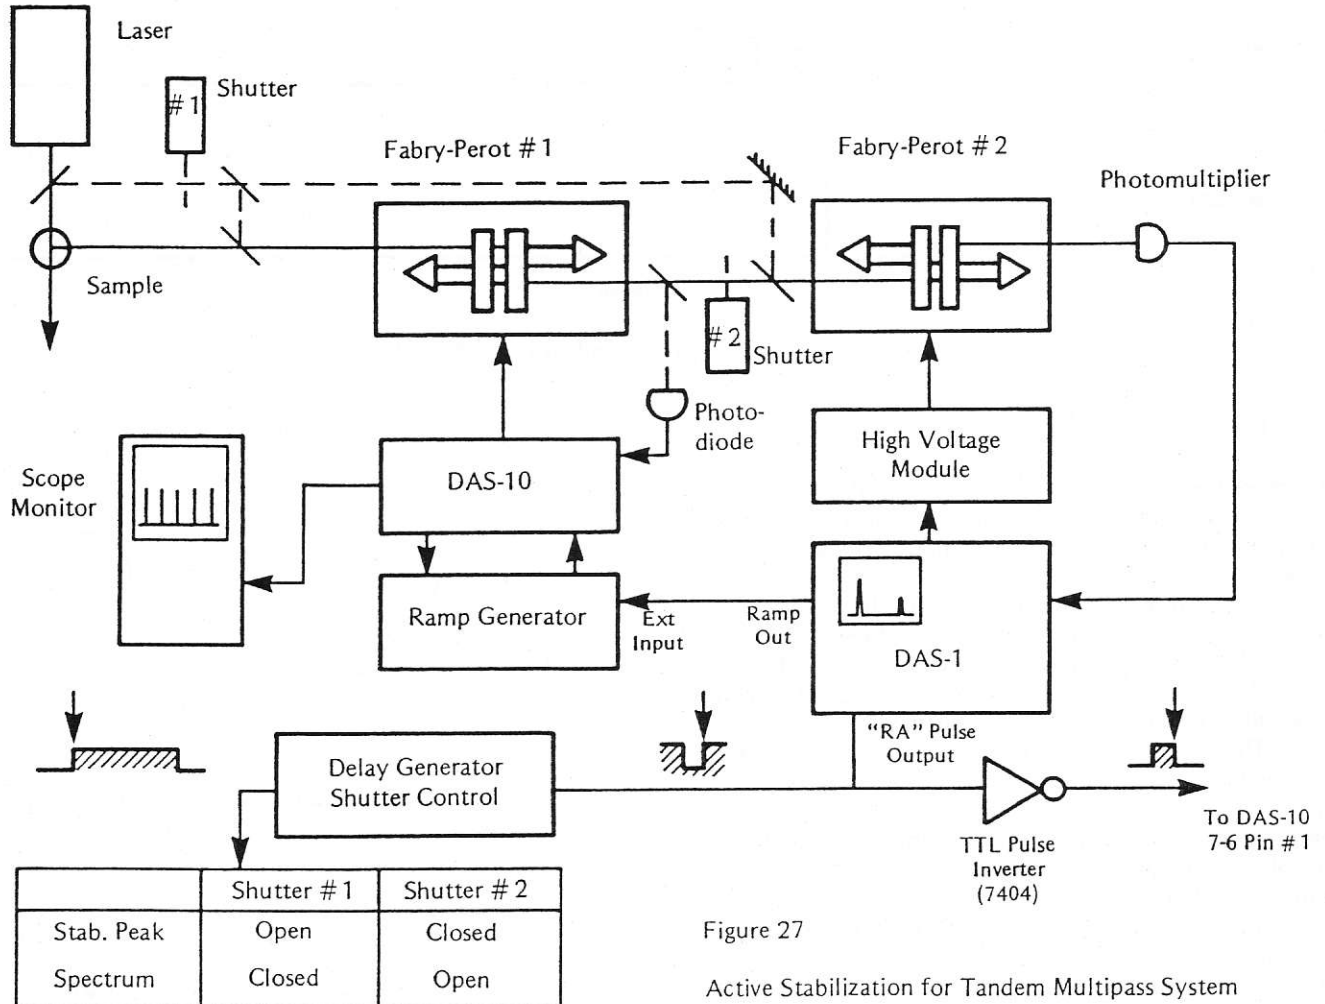 Laser
#1
Shutter
Fabry-Perot #1
Fabry-Perot #2
Photomultiplier
Sample
#2
Shutter
Photo-
diode
High Voltage
Module
Scope
Monitor
DAS-10
Ramp Generator
Ext
Input
Ramp
Out
DAS-1
"RA" Pulse
Output
Delay Generator
Shutter Control
TTL Pulse
Inverter
(7404)
To DAS-10
7-6 Pin #1
Shutter #1 Shutter #2
Stab. Peak Open Closed
Spectrum Closed Open
Figure 27
Active Stabilization for Tandem Multipass System